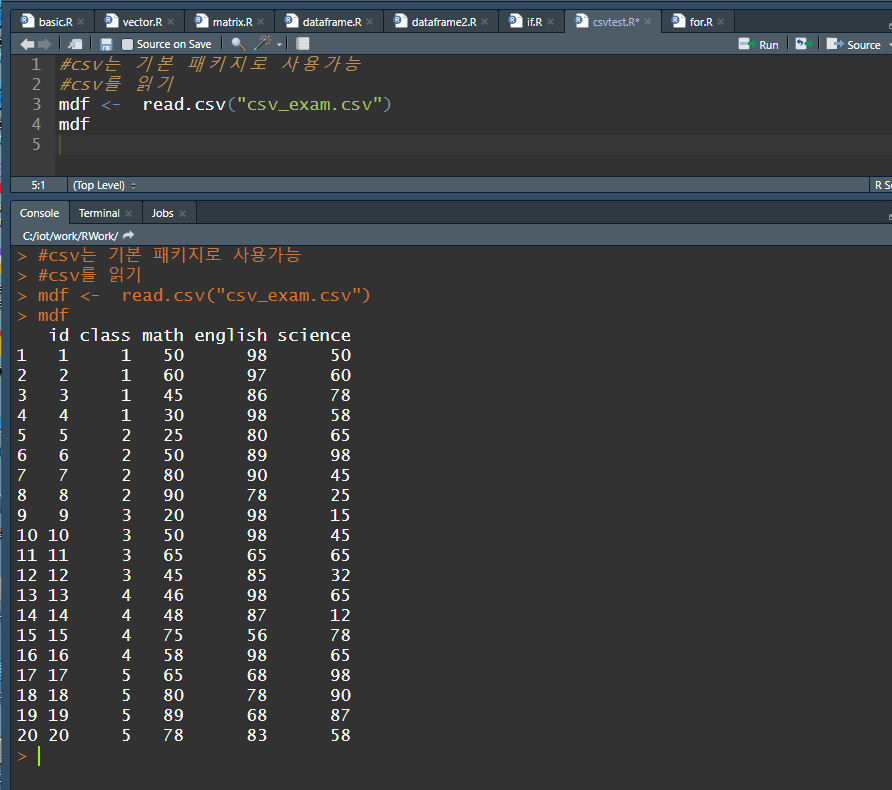 basic.R vector.R matrix.R dataframe.R dataframe2.R if.R csvtest.R* for.R
Source on Save Run Source
1 #csv는 기본 패키지로 사용가능
2 #csv를 읽기
3 mdf <-  read.csv("csv_exam.csv")
4 mdf
5
5:1 (Top Level) R
Console Terminal Jobs
C:/iot/work/RWork/
> #csv는 기본 패키지로 사용가능
> #csv를 읽기
> mdf <-  read.csv("csv_exam.csv")
> mdf
   id class math english science
1   1     1   50      98      50
2   2     1   60      97      60
3   3     1   45      86      78
4   4     1   30      98      58
5   5     2   25      80      65
6   6     2   50      89      98
7   7     2   80      90      45
8   8     2   90      78      25
9   9     3   20      98      15
10 10     3   50      98      45
11 11     3   65      65      65
12 12     3   45      85      32
13 13     4   46      98      65
14 14     4   48      87      12
15 15     4   75      56      78
16 16     4   58      98      65
17 17     5   65      68      98
18 18     5   80      78      90
19 19     5   89      68      87
20 20     5   78      83      58
>